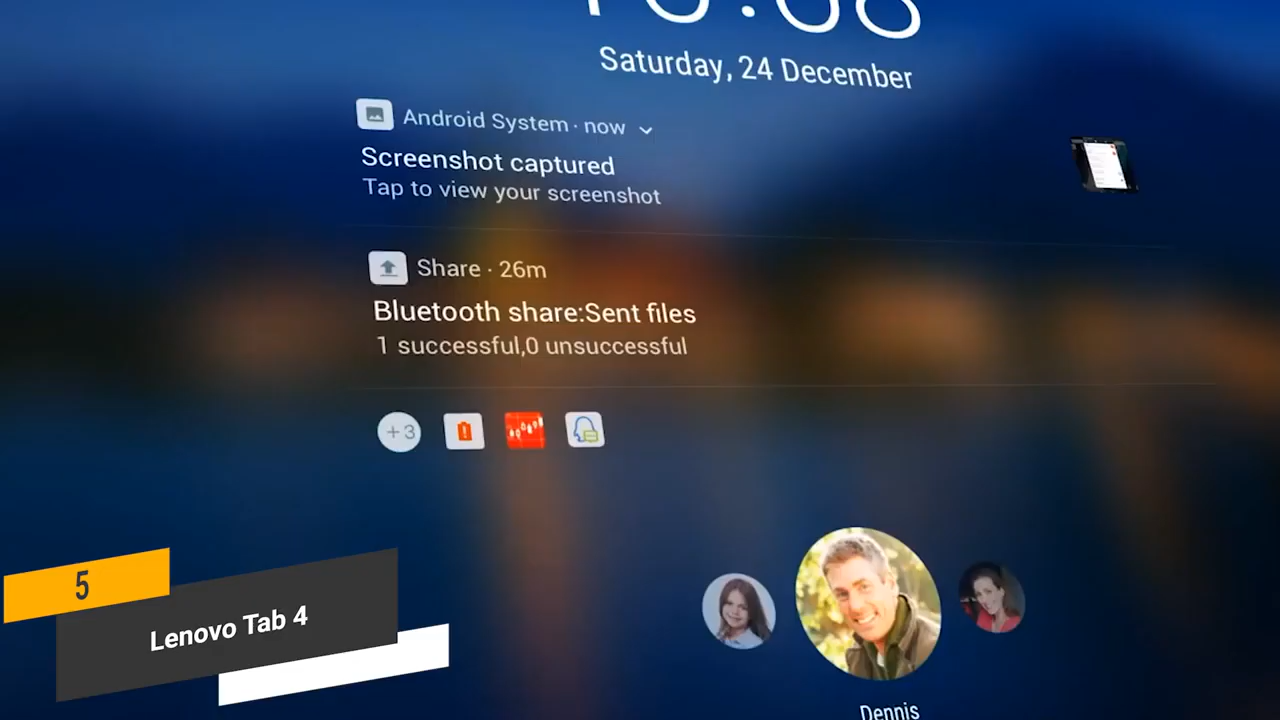 Saturday, 24 December
Android System · now
Screenshot captured
Tap to view your screenshot
Share · 26m
Bluetooth share:Sent files
1 successful,0 unsuccessful
+3
Dennis
5
Lenovo Tab 4